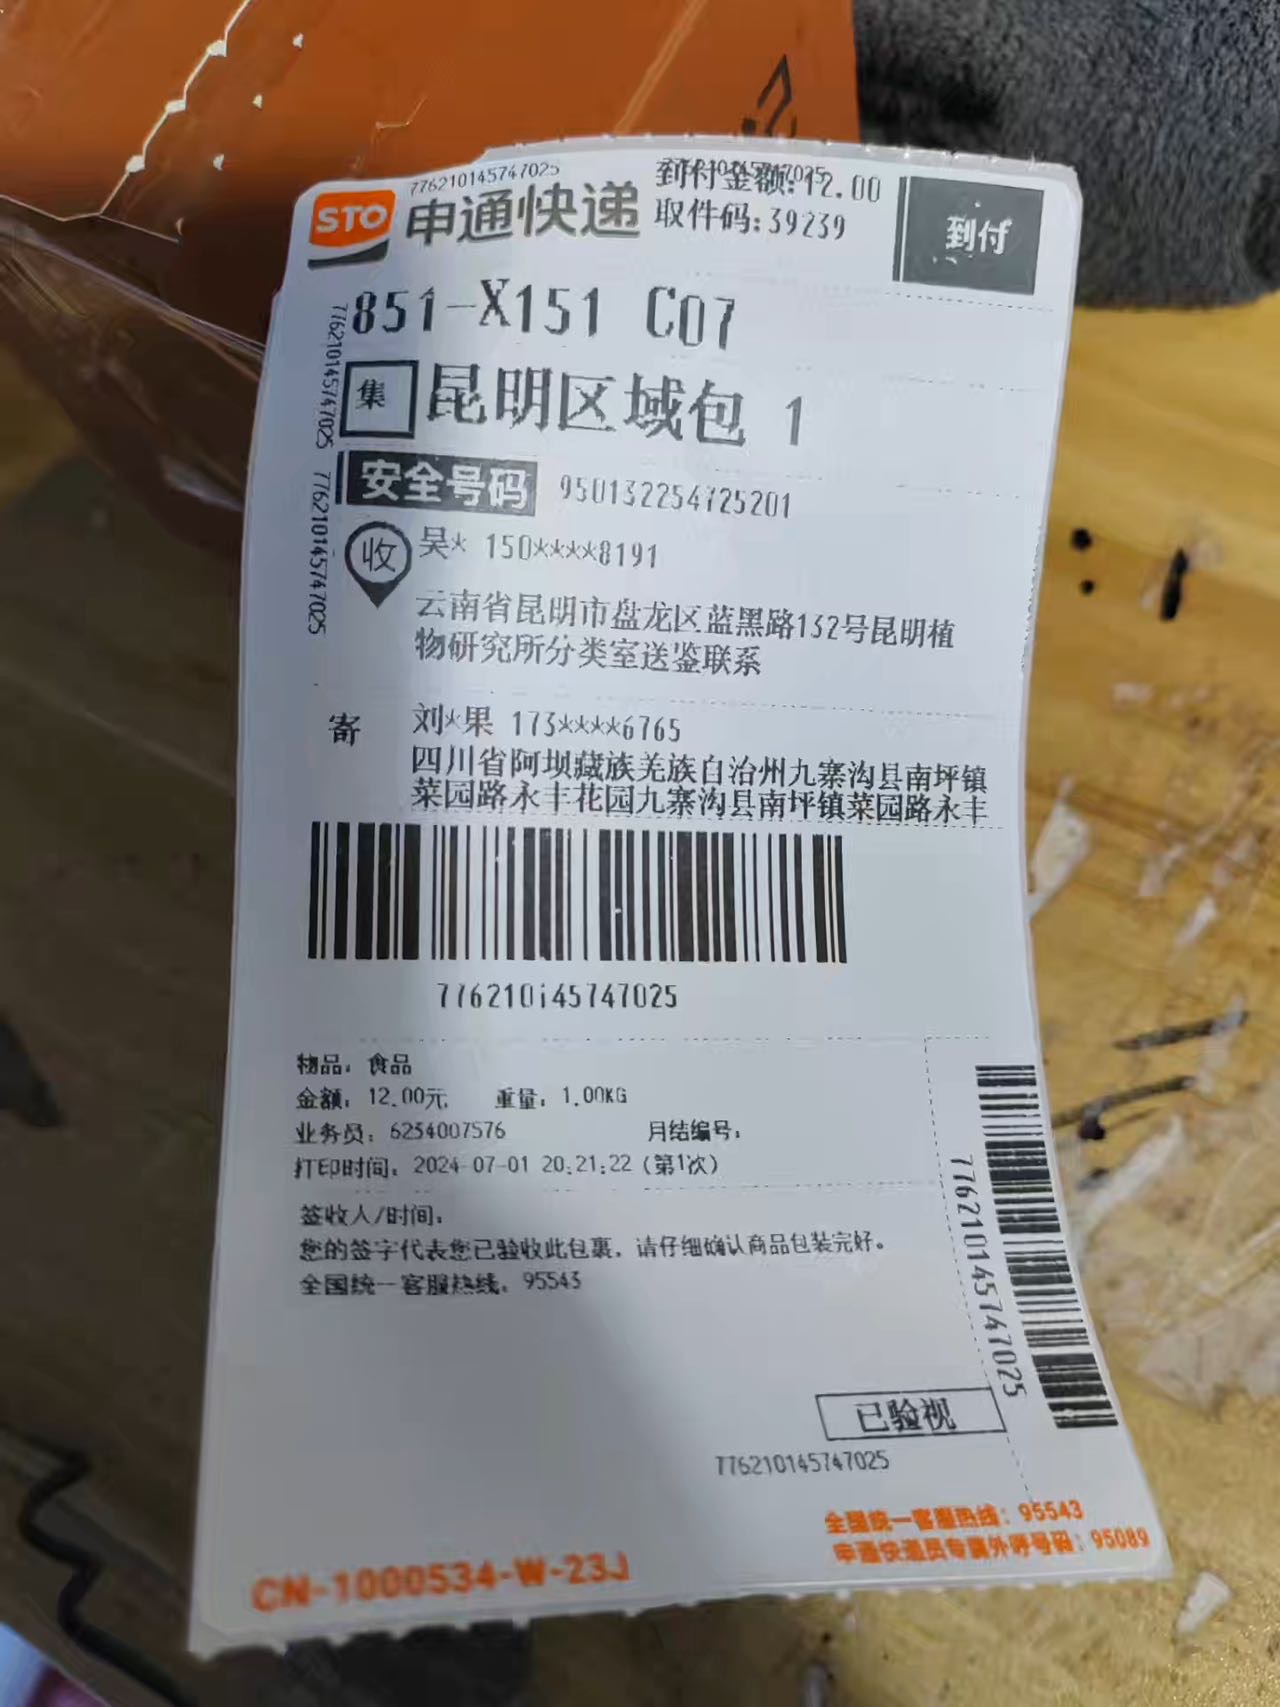 776210145747025
STO 申通快递
到付金额:12.00
取件码:39239
到付
851-X151 C07
集 昆明区域包 1
安全号码 950132254725201
收 吴* 150****8191
云南省昆明市盘龙区蓝黑路132号昆明植
物研究所分类室送鉴联系
寄 刘*果 173****6765
四川省阿坝藏族羌族自治州九寨沟县南坪镇
菜园路永丰花园九寨沟县南坪镇菜园路永丰
776210145747025
776210145747025
776210145747025
物品: 食品
金额: 12.00元 重量: 1.00KG
业务员: 6254007576 月结编号:
打印时间: 2024-07-01 20:21:22 (第1次)
签收人/时间:
您的签字代表您已验收此包裹,请仔细确认商品包装完好。
全国统一客服热线: 95543
776210145747025
已验视
776210145747025
全国统一客服热线: 95543
申通快递员专属外呼号码: 95089
CN-1000534-W-23J